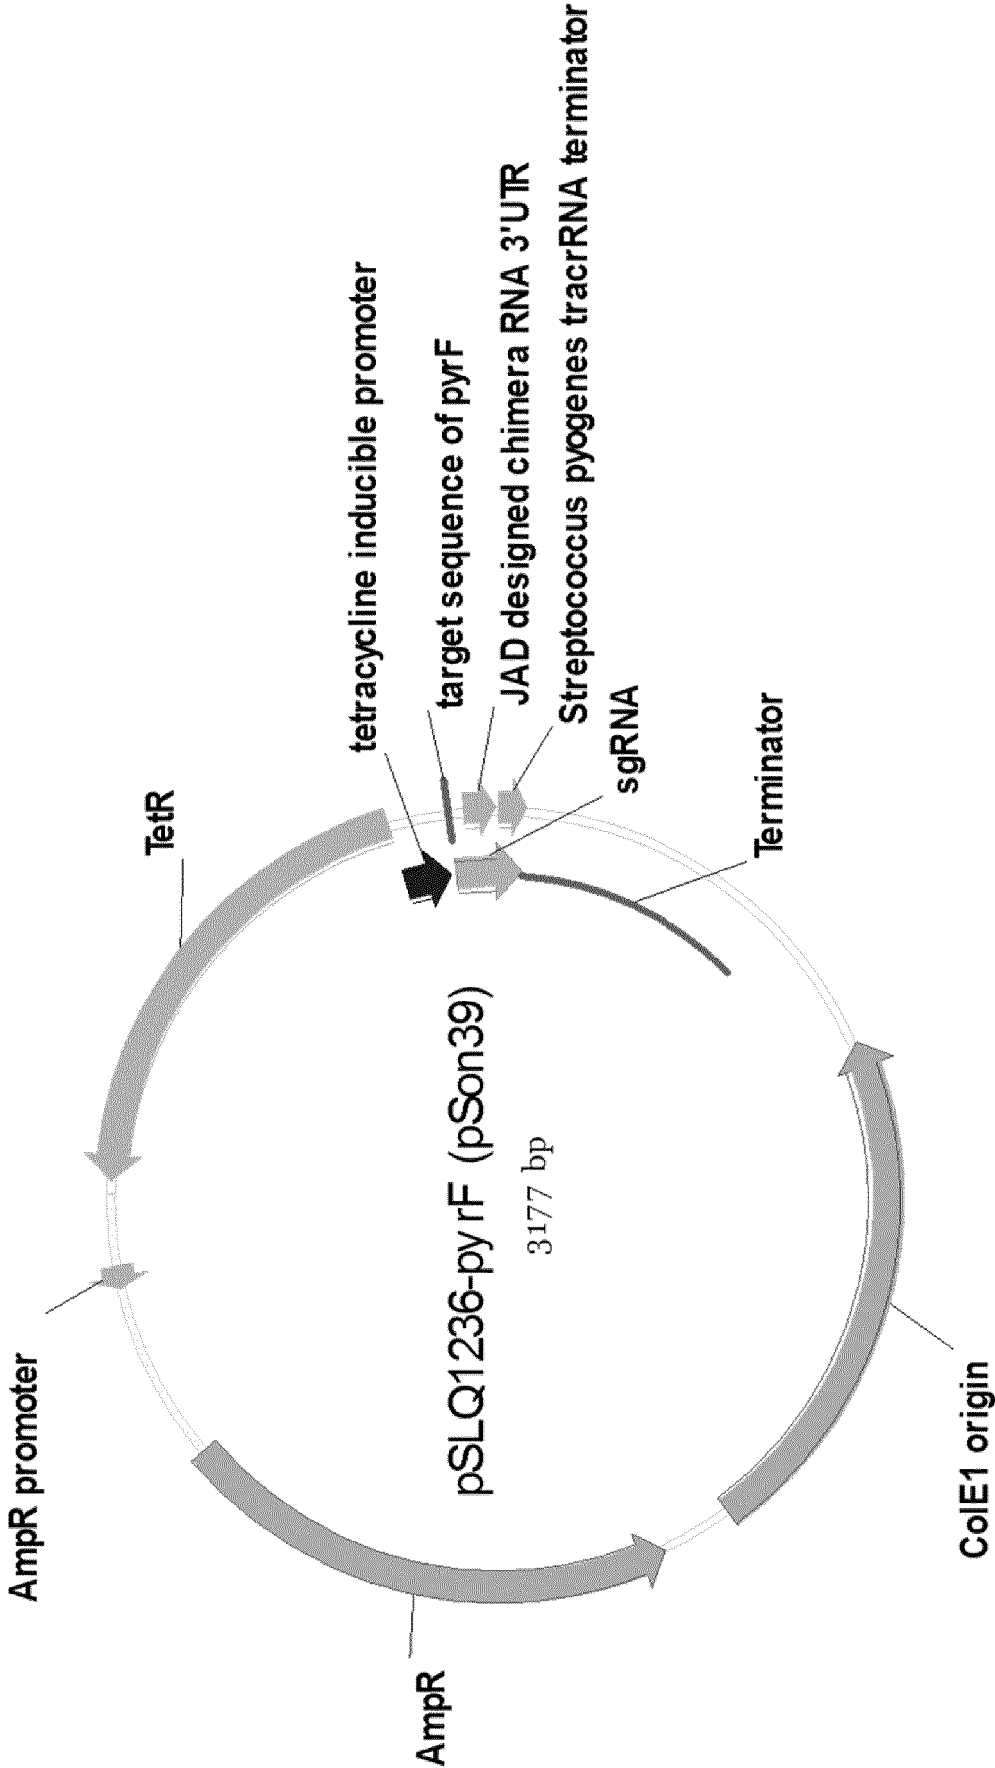 AmpR promoter
TetR
tetracycline inducible promoter
target sequence of pyrF
JAD designed chimera RNA 3'UTR
Streptococcus pyogenes tracrRNA terminator
sgRNA
Terminator
pSLQ1236-pyrF (pSon39)
3177 bp
AmpR
ColE1 origin